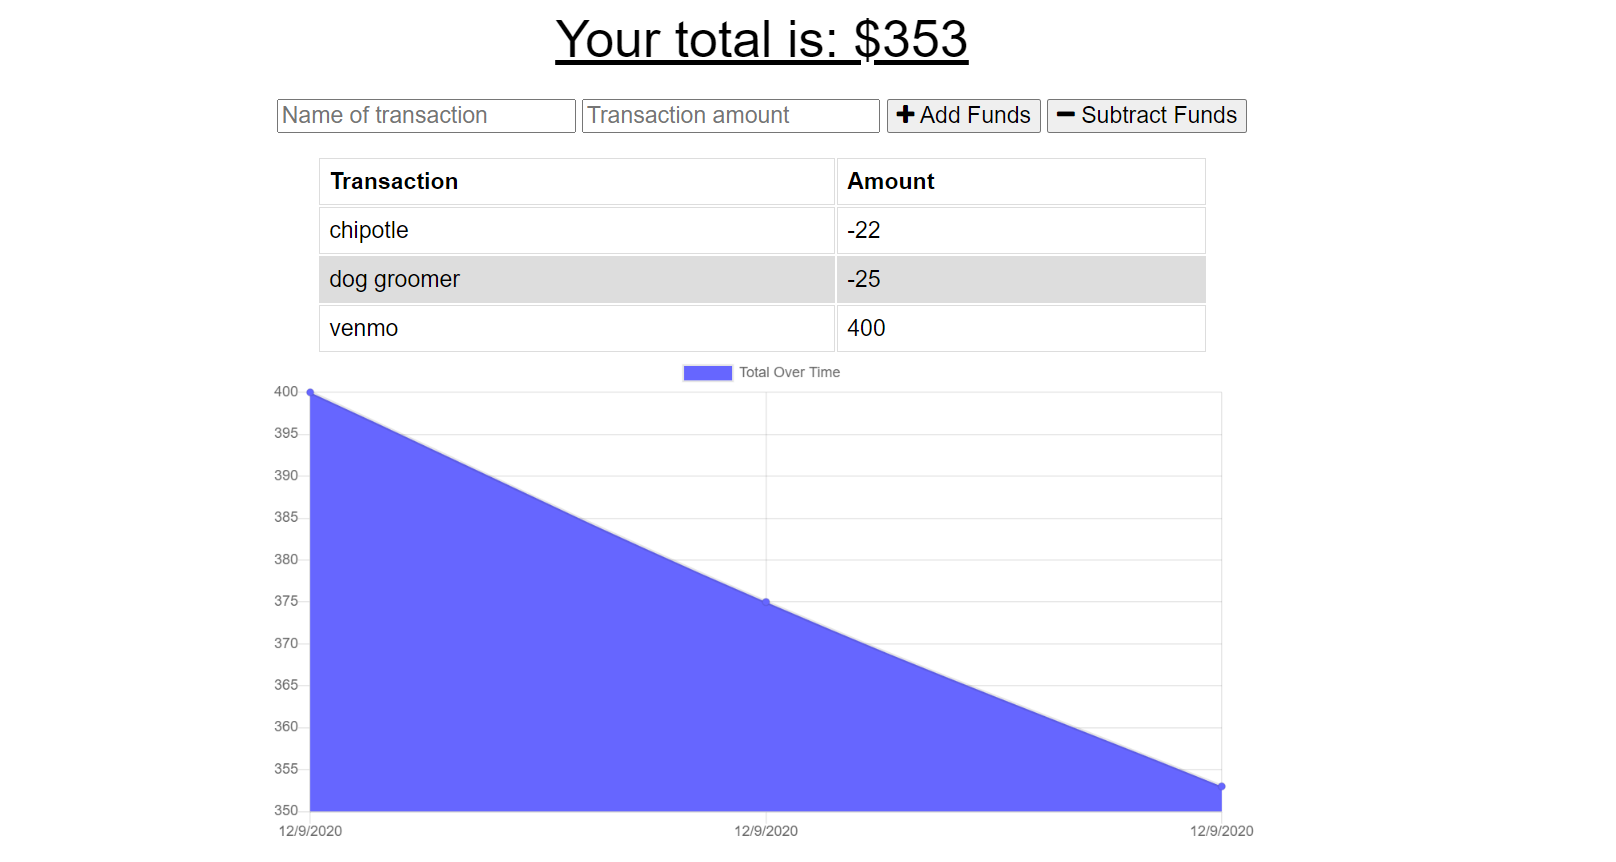 Your total is: $353
Name of transaction Transaction amount Add Funds Subtract Funds
Transaction Amount
chipotle -22
dog groomer -25
venmo 400
Total Over Time
400
395
390
385
380
375
370
365
360
355
350
12/9/2020 12/9/2020 12/9/2020